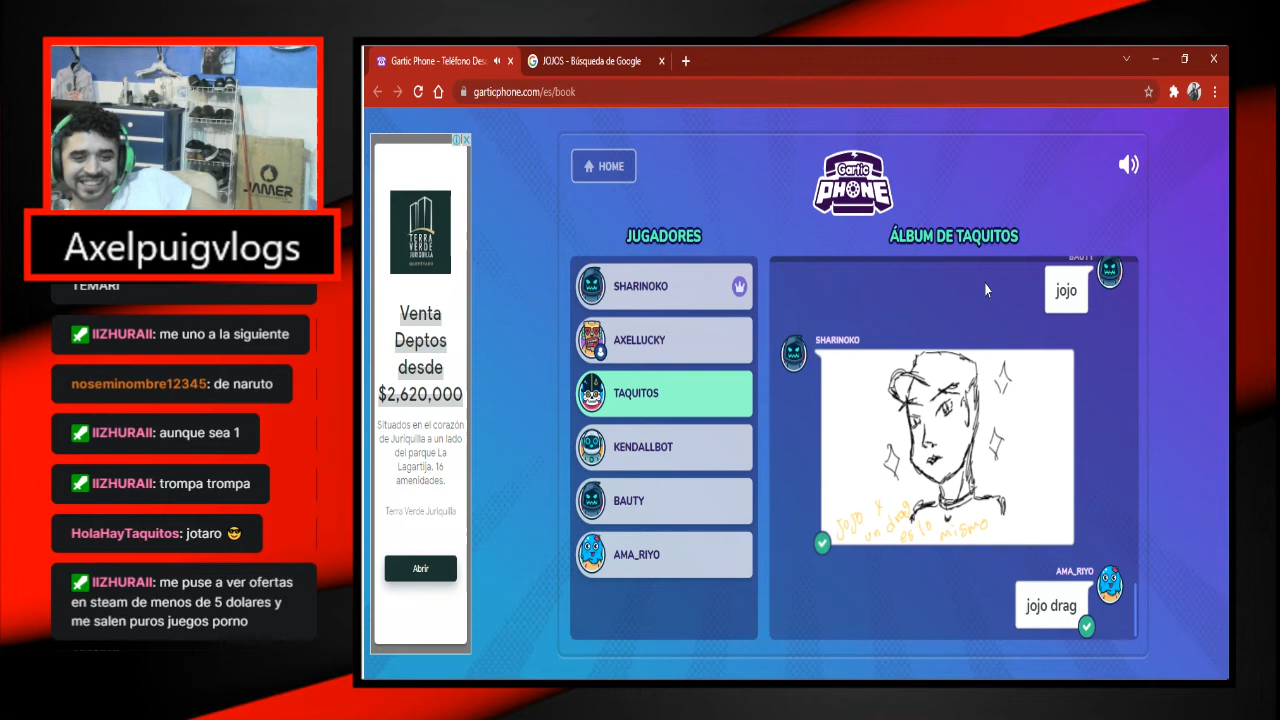 Gartic Phone - Teléfono Des
JOJOS - Búsqueda de Google
garticphone.com/es/book
JAMER
Axelpuigvlogs
TEMARI
IIZHURAII: me uno a la siguiente
noseminombre12345: de naruto
IIZHURAII: aunque sea 1
IIZHURAII: trompa trompa
HolaHayTaquitos: jotaro 😎
IIZHURAII: me puse a ver ofertas
en steam de menos de 5 dolares y
me salen puros juegos porno
TERRA
VERDE
JURIQUILLA
Venta
Deptos
desde
$2,620,000
Situados en el corazón
de Juriquilla a un lado
del parque La
Lagartija, 16
amenidades.
Terra Verde Juriquilla
Abrir
HOME
Gartic
PHONE
JUGADORES
SHARINOKO
AXELLUCKY
TAQUITOS
KENDALLBOT
BAUTY
AMA_RIYO
ÁLBUM DE TAQUITOS
BAUTY
jojo
SHARINOKO
jojo y
un drag
es lo mismo
AMA_RIYO
jojo drag